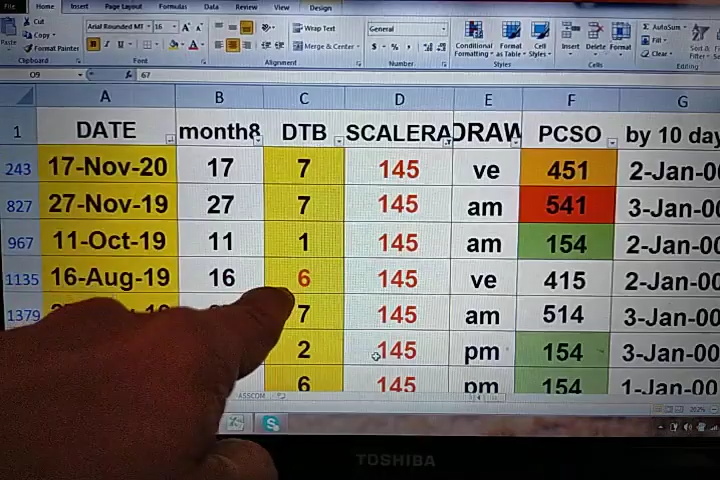 File Home Insert Page Layout Formulas Data Review View Design
Cut
Copy
Paste Format Painter
Arial Rounded MT 16 A A
B I U
Wrap Text
Merge & Center
Alignment
General
$ % ,
Number
Conditional Formatting Format as Table Cell Styles
Styles
Insert Delete Format
Cells
AutoSum
Fill
Clear
Sort & Filter
Editing
O9 fx 67
A B C D E F G
1 DATE month8 DTB SCALERA DRAW PCSO by 10 day
243 17-Nov-20 17 7 145 ve 451 2-Jan-00
827 27-Nov-19 27 7 145 am 541 3-Jan-00
967 11-Oct-19 11 1 145 am 154 2-Jan-00
1135 16-Aug-19 16 6 145 ve 415 2-Jan-00
1379 7 145 am 514 3-Jan-00
2 145 pm 154 3-Jan-00
6 145 pm 154 1-Jan-00
ASSCOM
202%
TOSHIBA